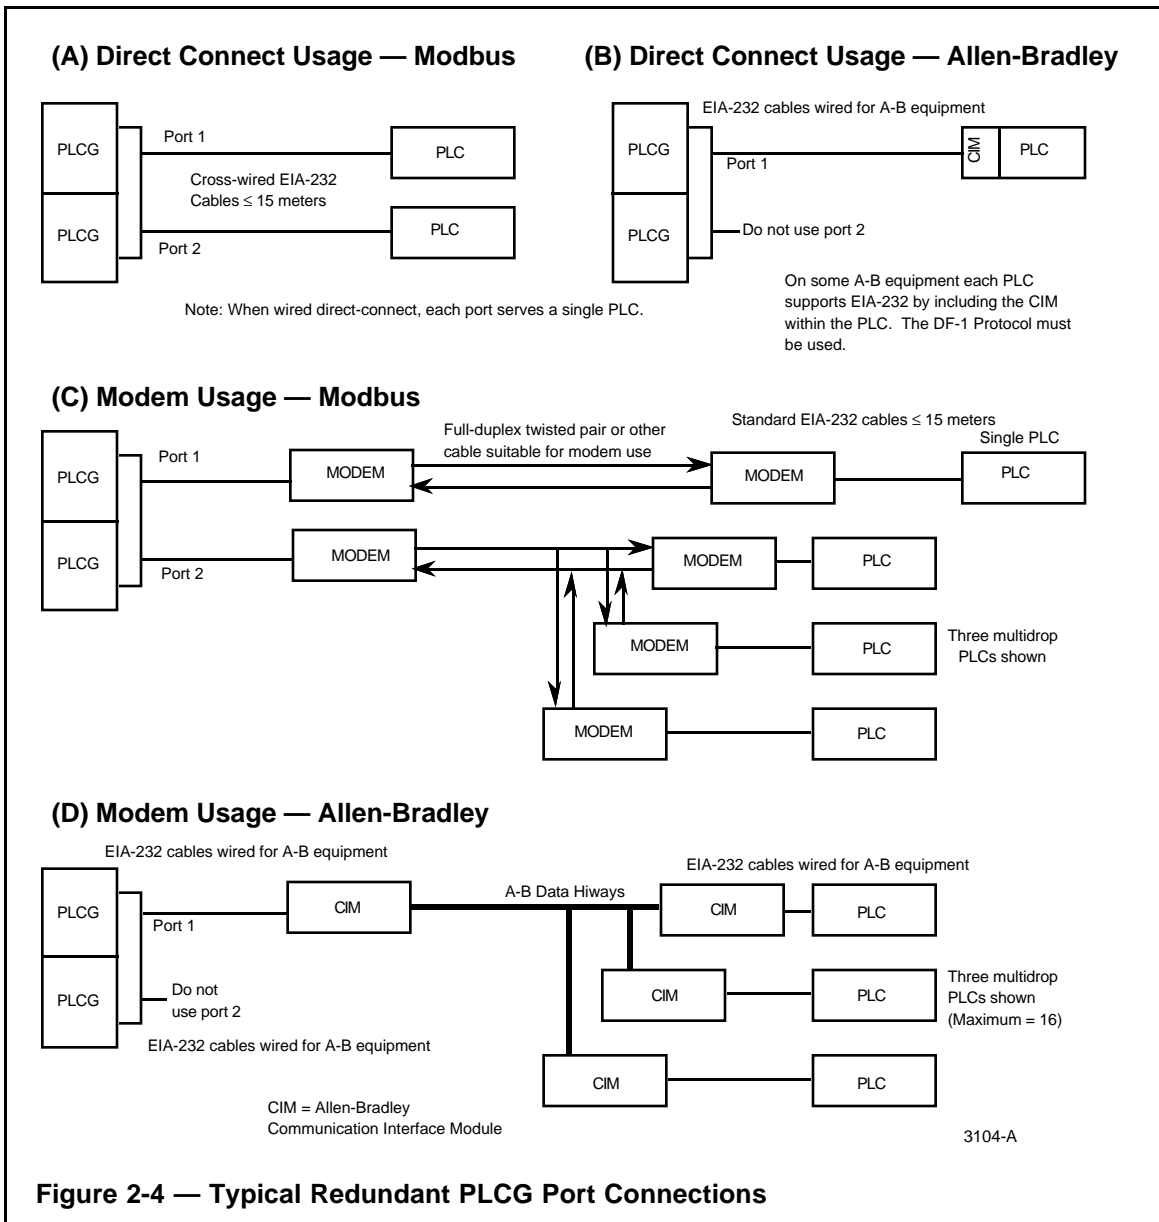 (A) Direct Connect Usage — Modbus
PLCG
PLCG
Port 1
Cross-wired EIA-232
Cables ≤ 15 meters
Port 2
PLC
PLC
Note: When wired direct-connect, each port serves a single PLC.
(B) Direct Connect Usage — Allen-Bradley
EIA-232 cables wired for A-B equipment
PLCG
PLCG
Port 1
CIM
PLC
Do not use port 2
On some A-B equipment each PLC
supports EIA-232 by including the CIM
within the PLC. The DF-1 Protocol must
be used.
(C) Modem Usage — Modbus
PLCG
PLCG
Port 1
Port 2
MODEM
Full-duplex twisted pair or other
cable suitable for modem use
Standard EIA-232 cables ≤ 15 meters
MODEM
Single PLC
PLC
MODEM
MODEM
PLC
MODEM
PLC
Three multidrop
PLCs shown
MODEM
PLC
(D) Modem Usage — Allen-Bradley
EIA-232 cables wired for A-B equipment
PLCG
PLCG
Port 1
CIM
A-B Data Hiways
EIA-232 cables wired for A-B equipment
CIM
PLC
Do not
use port 2
CIM
PLC
Three multidrop
PLCs shown
(Maximum = 16)
EIA-232 cables wired for A-B equipment
CIM
PLC
CIM = Allen-Bradley
Communication Interface Module
3104-A
Figure 2-4 — Typical Redundant PLCG Port Connections